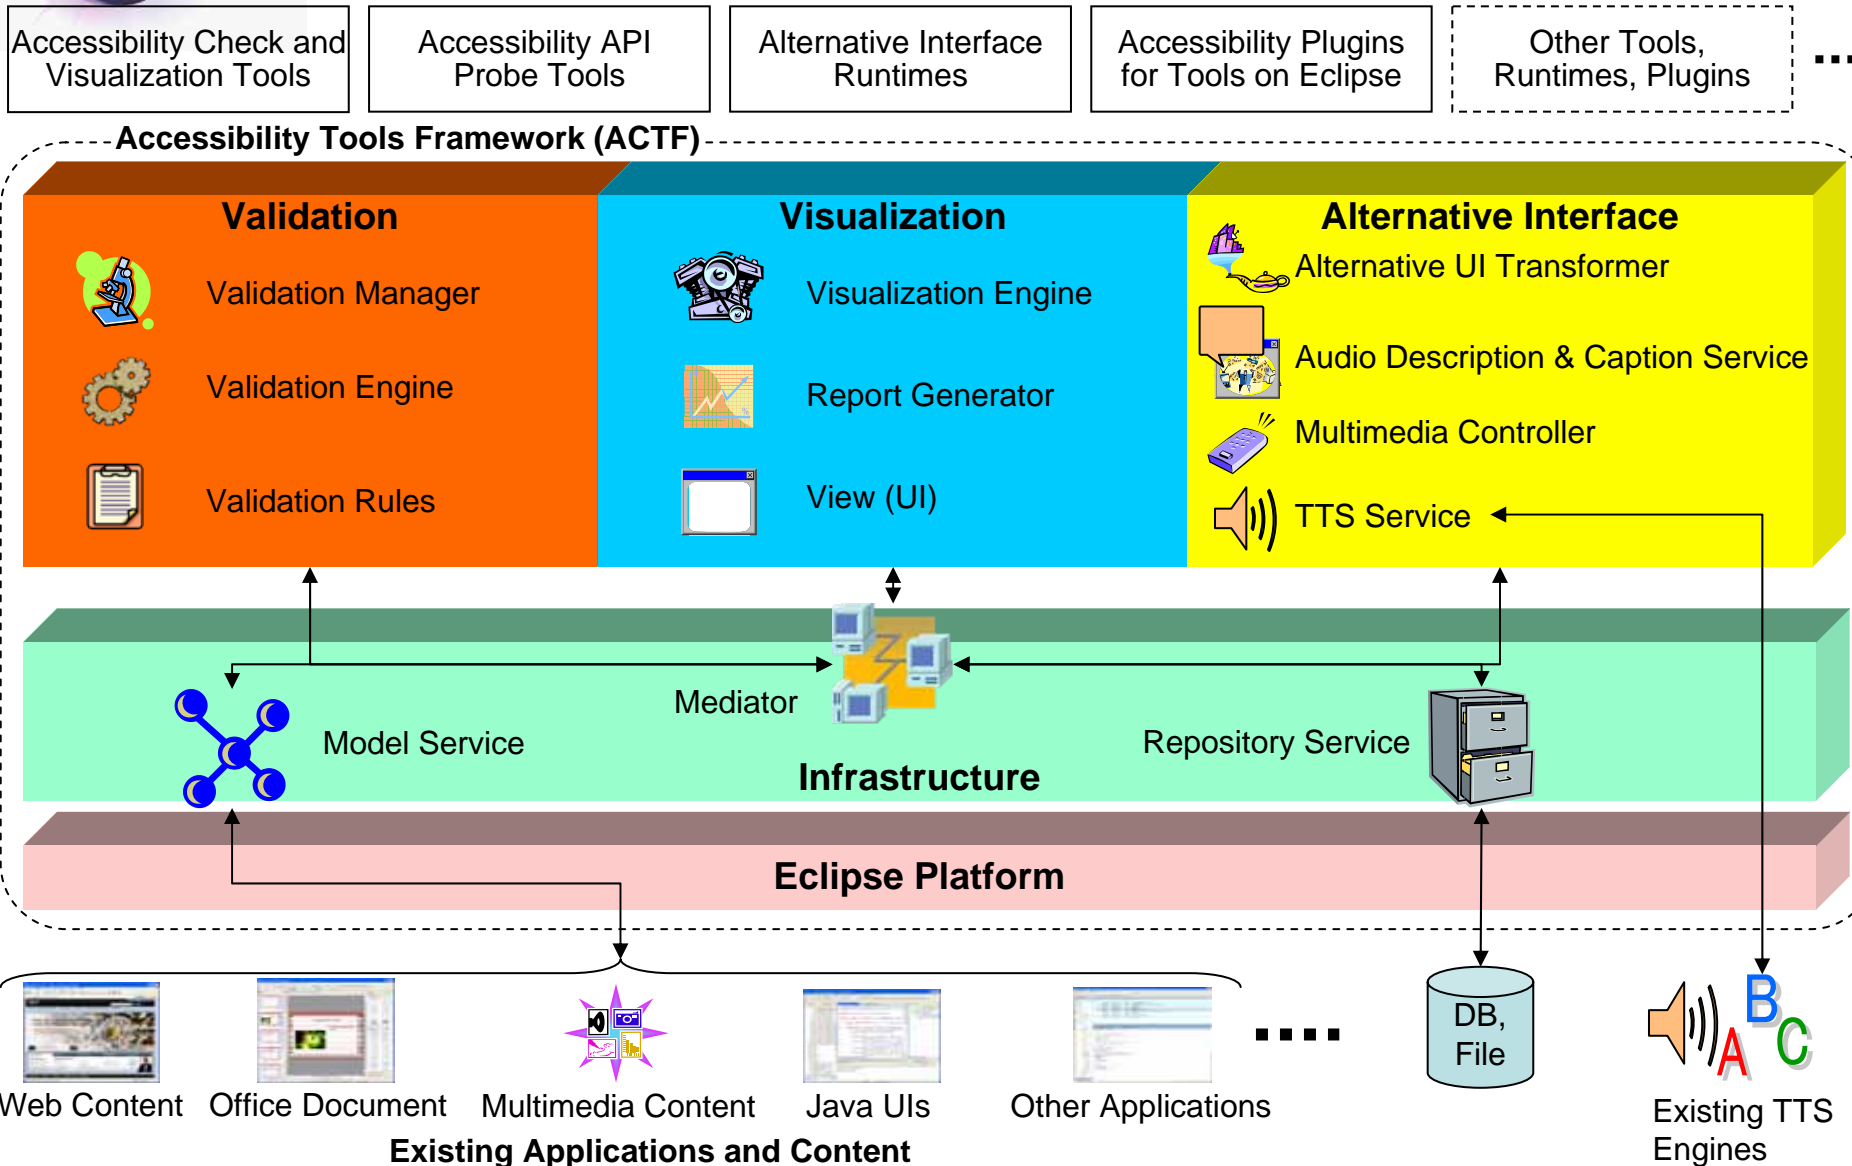 Accessibility Check and
Visualization Tools
Accessibility API
Probe Tools
Alternative Interface
Runtimes
Accessibility Plugins
for Tools on Eclipse
Other Tools,
Runtimes, Plugins
Accessibility Tools Framework (ACTF)
Validation
Validation Manager
Validation Engine
Validation Rules
Visualization
Visualization Engine
Report Generator
View (UI)
Alternative Interface
Alternative UI Transformer
Audio Description & Caption Service
Multimedia Controller
TTS Service
Mediator
Model Service
Repository Service
Infrastructure
Eclipse Platform
Web Content
Office Document
Multimedia Content
Java UIs
Other Applications
DB,
File
A B C
Existing TTS
Engines
Existing Applications and Content